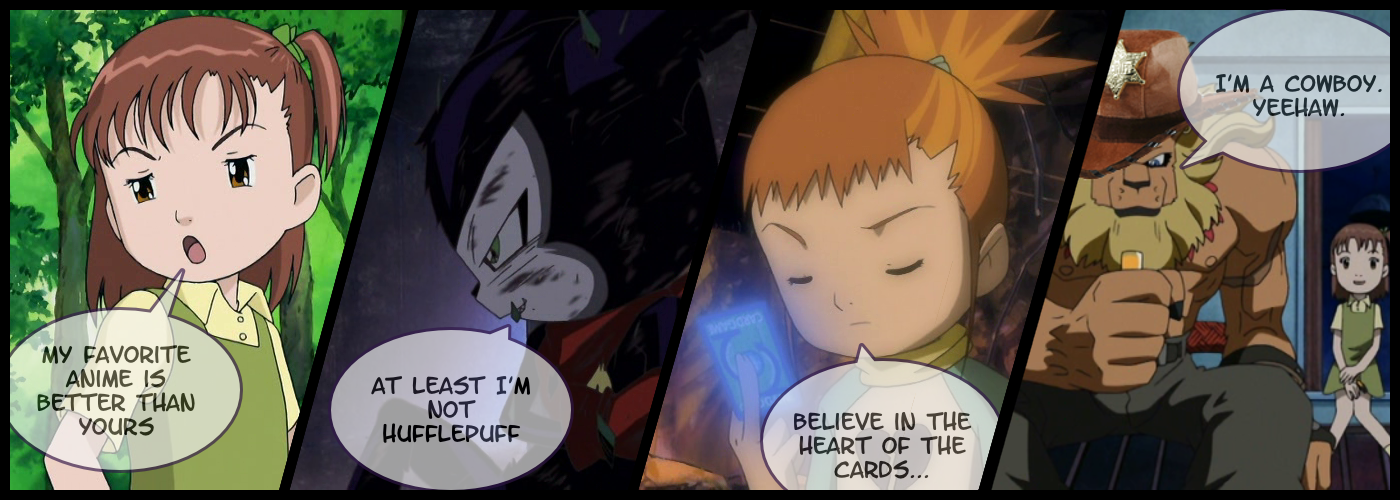 MY FAVORITE
ANIME IS
BETTER THAN
YOURS
AT LEAST I'M
NOT
HUFFLEPUFF
CARDGAME
BELIEVE IN THE
HEART OF THE
CARDS...
I'M A COWBOY.
YEEHAW.